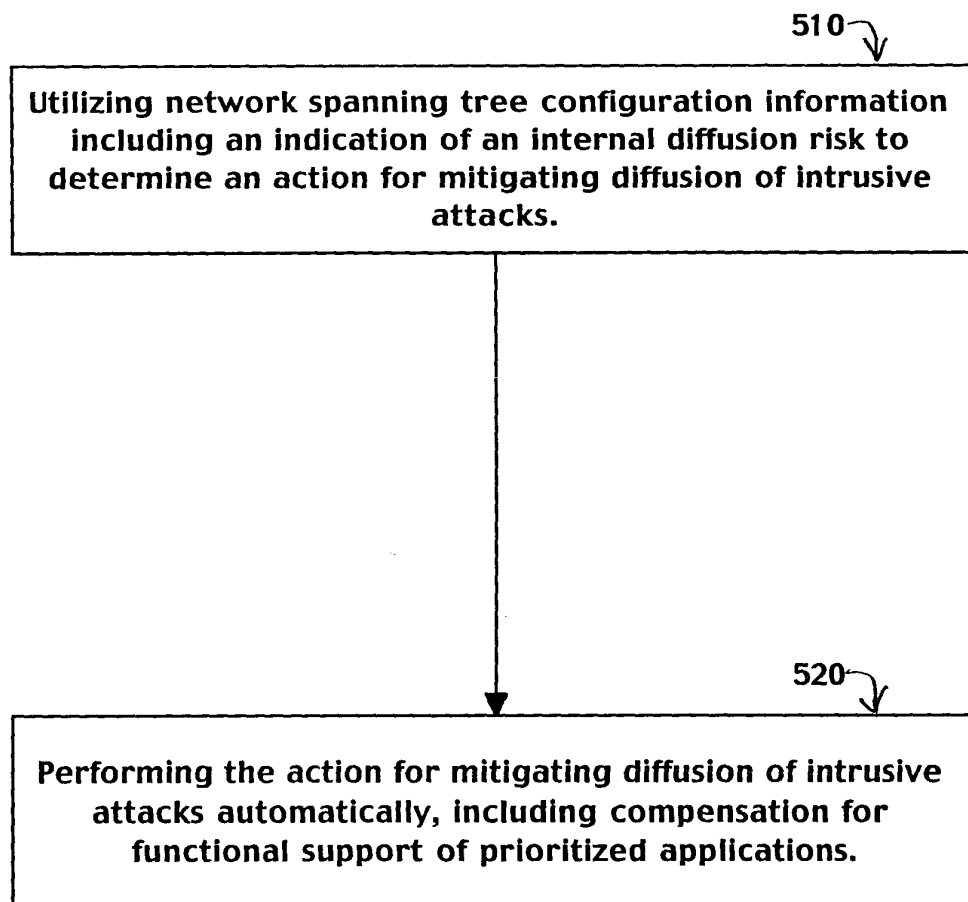 510
Utilizing network spanning tree configuration information
including an indication of an internal diffusion risk to
determine an action for mitigating diffusion of intrusive
attacks.
520
Performing the action for mitigating diffusion of intrusive
attacks automatically, including compensation for
functional support of prioritized applications.